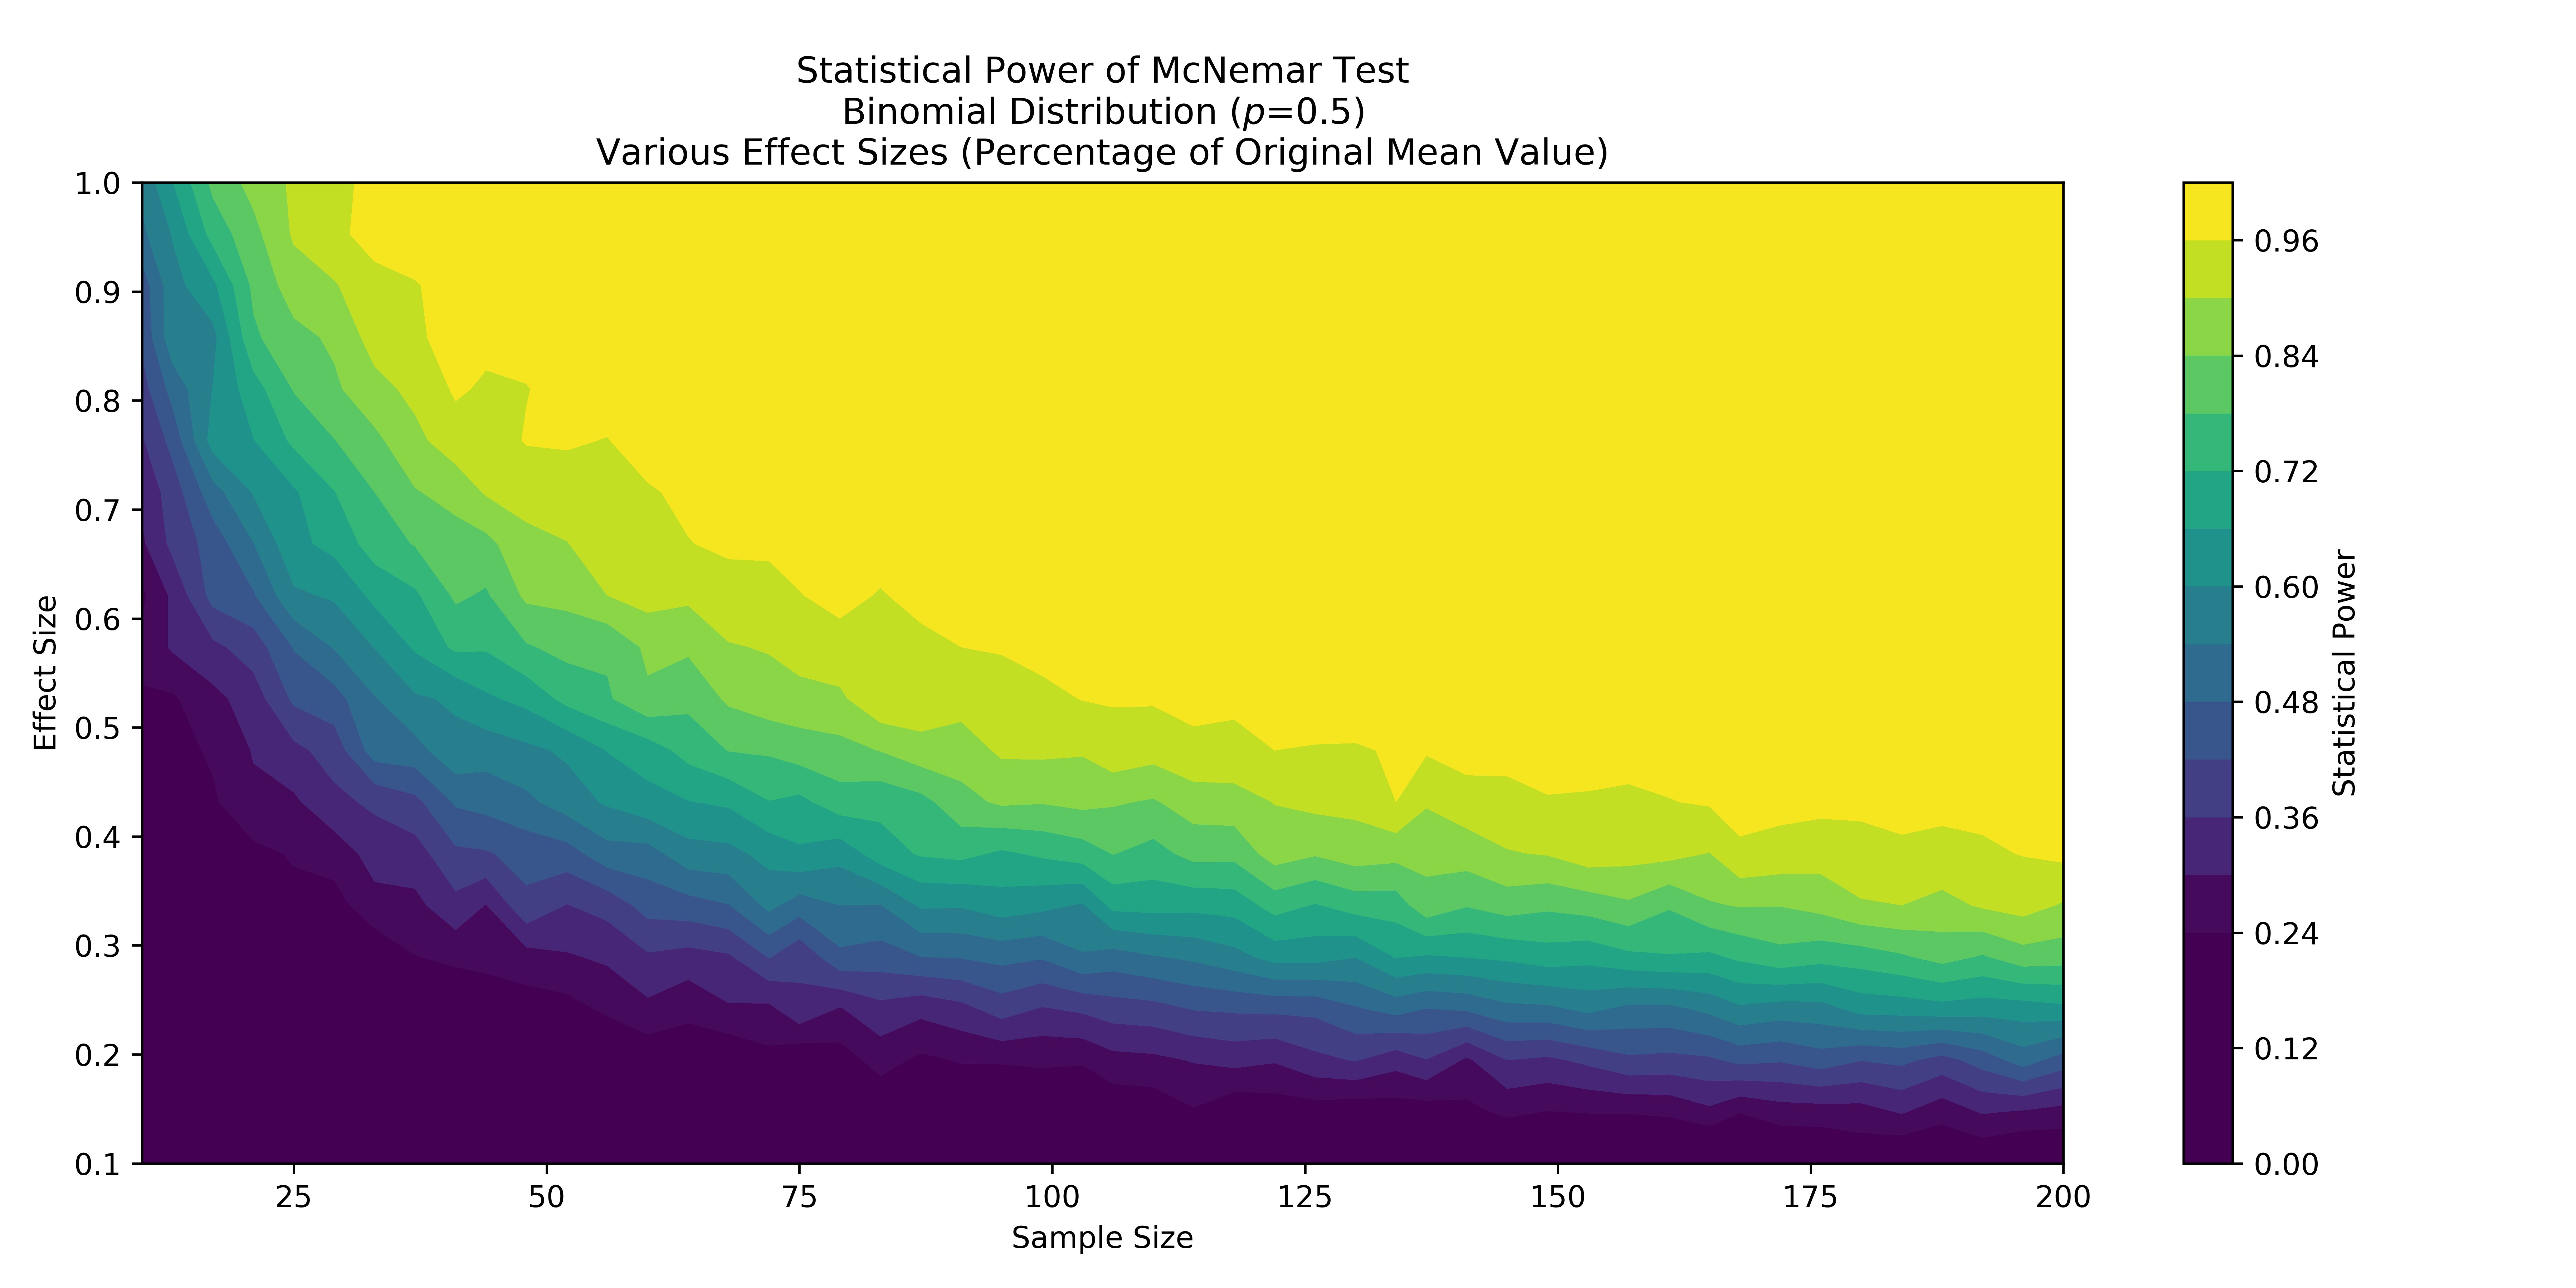 Statistical Power of McNemar Test
Binomial Distribution (p=0.5)
Various Effect Sizes (Percentage of Original Mean Value)
1.0
0.9
0.8
0.7
0.6
0.5
0.4
0.3
0.2
0.1
Effect Size
25 50 75 100 125 150 175 200
Sample Size
0.96
0.84
0.72
0.60
0.48
0.36
0.24
0.12
0.00
Statistical Power